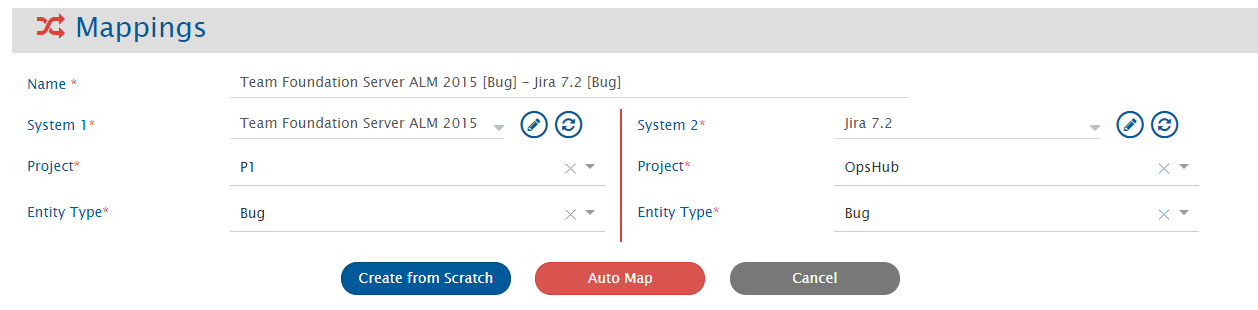 Mappings
Name *
Team Foundation Server ALM 2015 [Bug] - Jira 7.2 [Bug]
System 1*
Team Foundation Server ALM 2015
System 2*
Jira 7.2
Project*
P1
Project*
OpsHub
Entity Type*
Bug
Entity Type*
Bug
Create from Scratch
Auto Map
Cancel